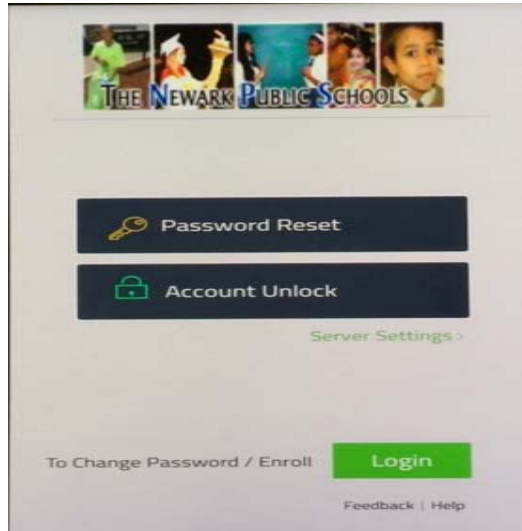 THE NEWARK PUBLIC SCHOOLS
Password Reset
Account Unlock
Server Settings >
To Change Password / Enroll Login
Feedback | Help